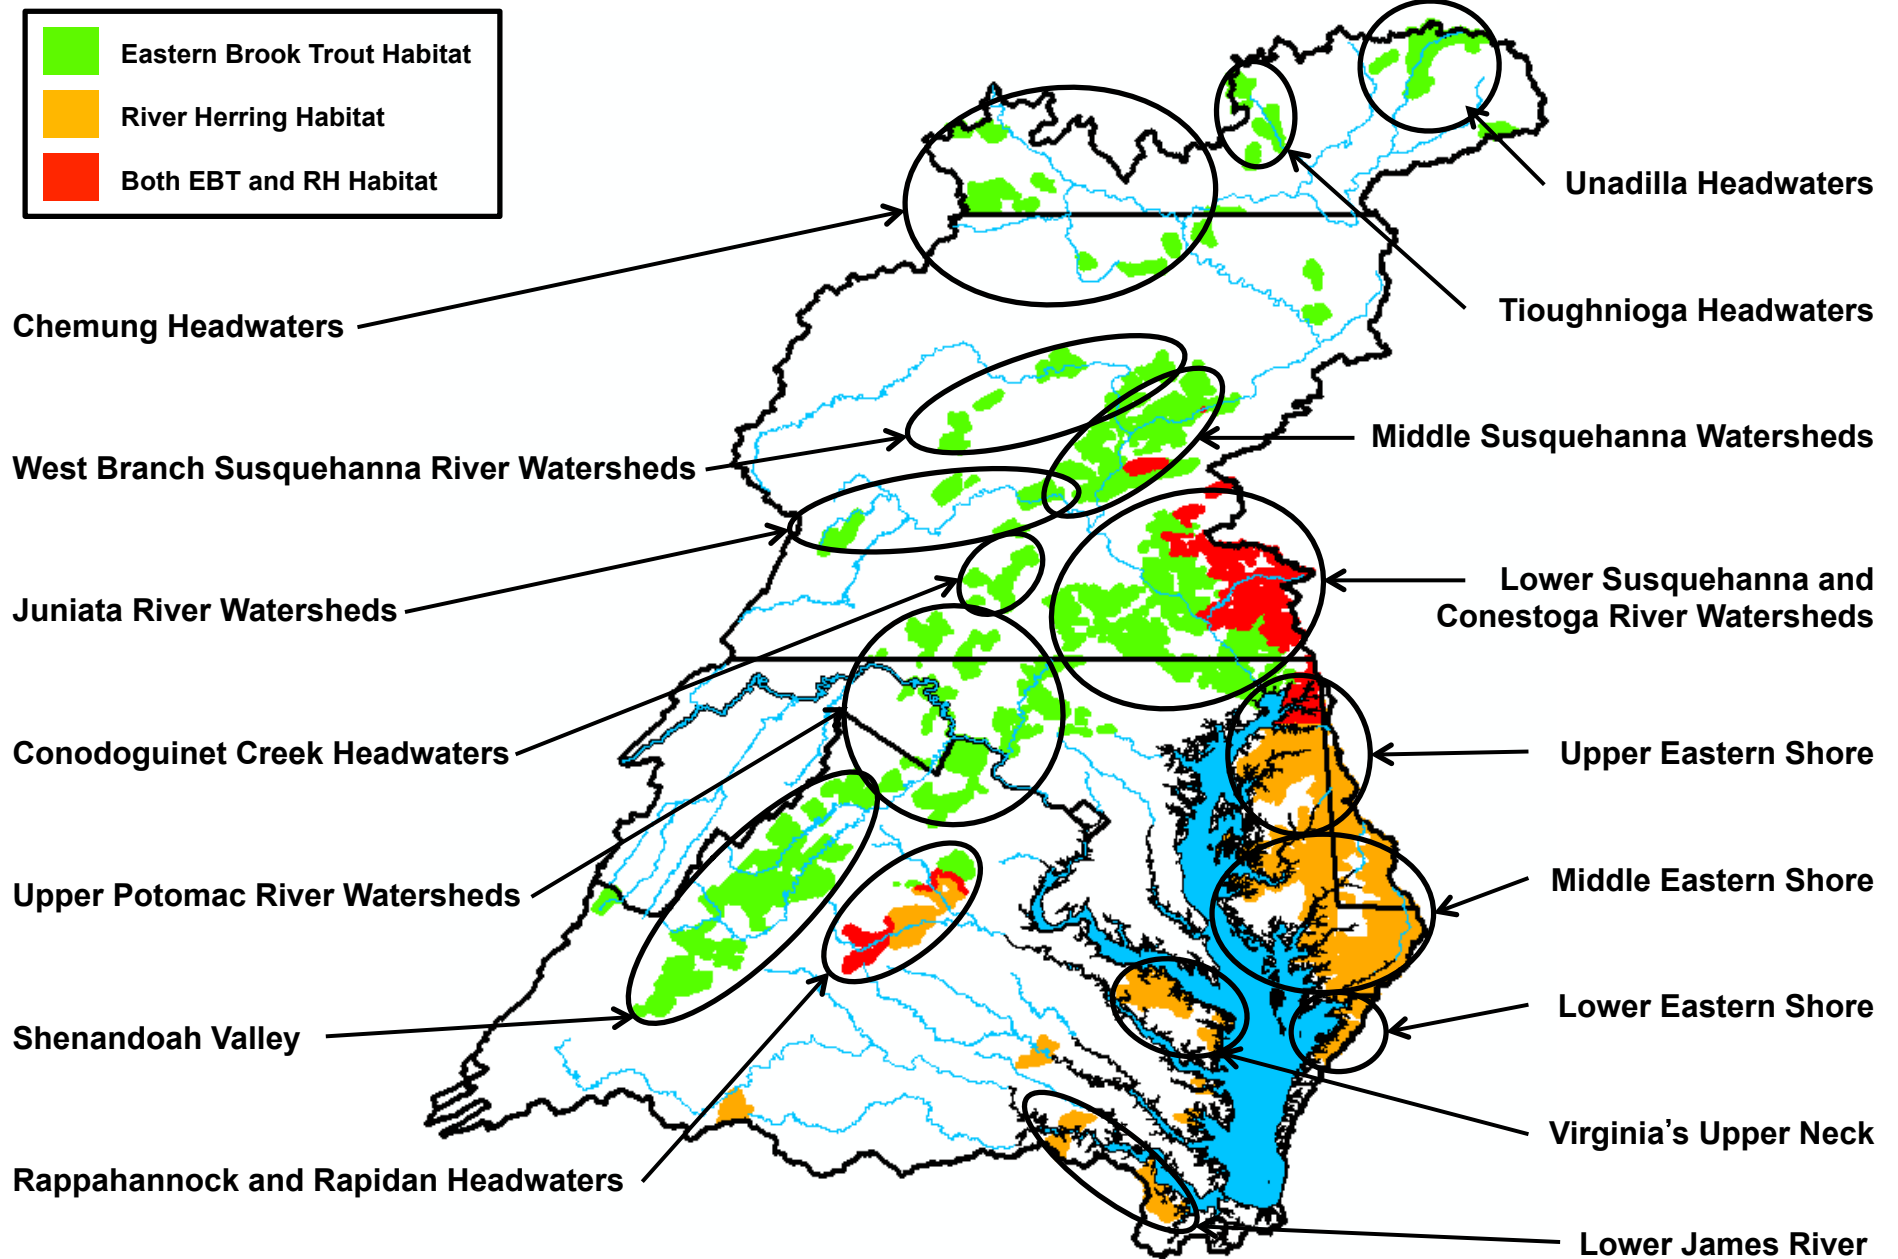 Eastern Brook Trout Habitat
River Herring Habitat
Both EBT and RH Habitat
Unadilla Headwaters
Tioughnioga Headwaters
Chemung Headwaters
Middle Susquehanna Watersheds
West Branch Susquehanna River Watersheds
Lower Susquehanna and
Conestoga River Watersheds
Juniata River Watersheds
Conodoguinet Creek Headwaters
Upper Eastern Shore
Upper Potomac River Watersheds
Middle Eastern Shore
Lower Eastern Shore
Shenandoah Valley
Virginia’s Upper Neck
Rappahannock and Rapidan Headwaters
Lower James River